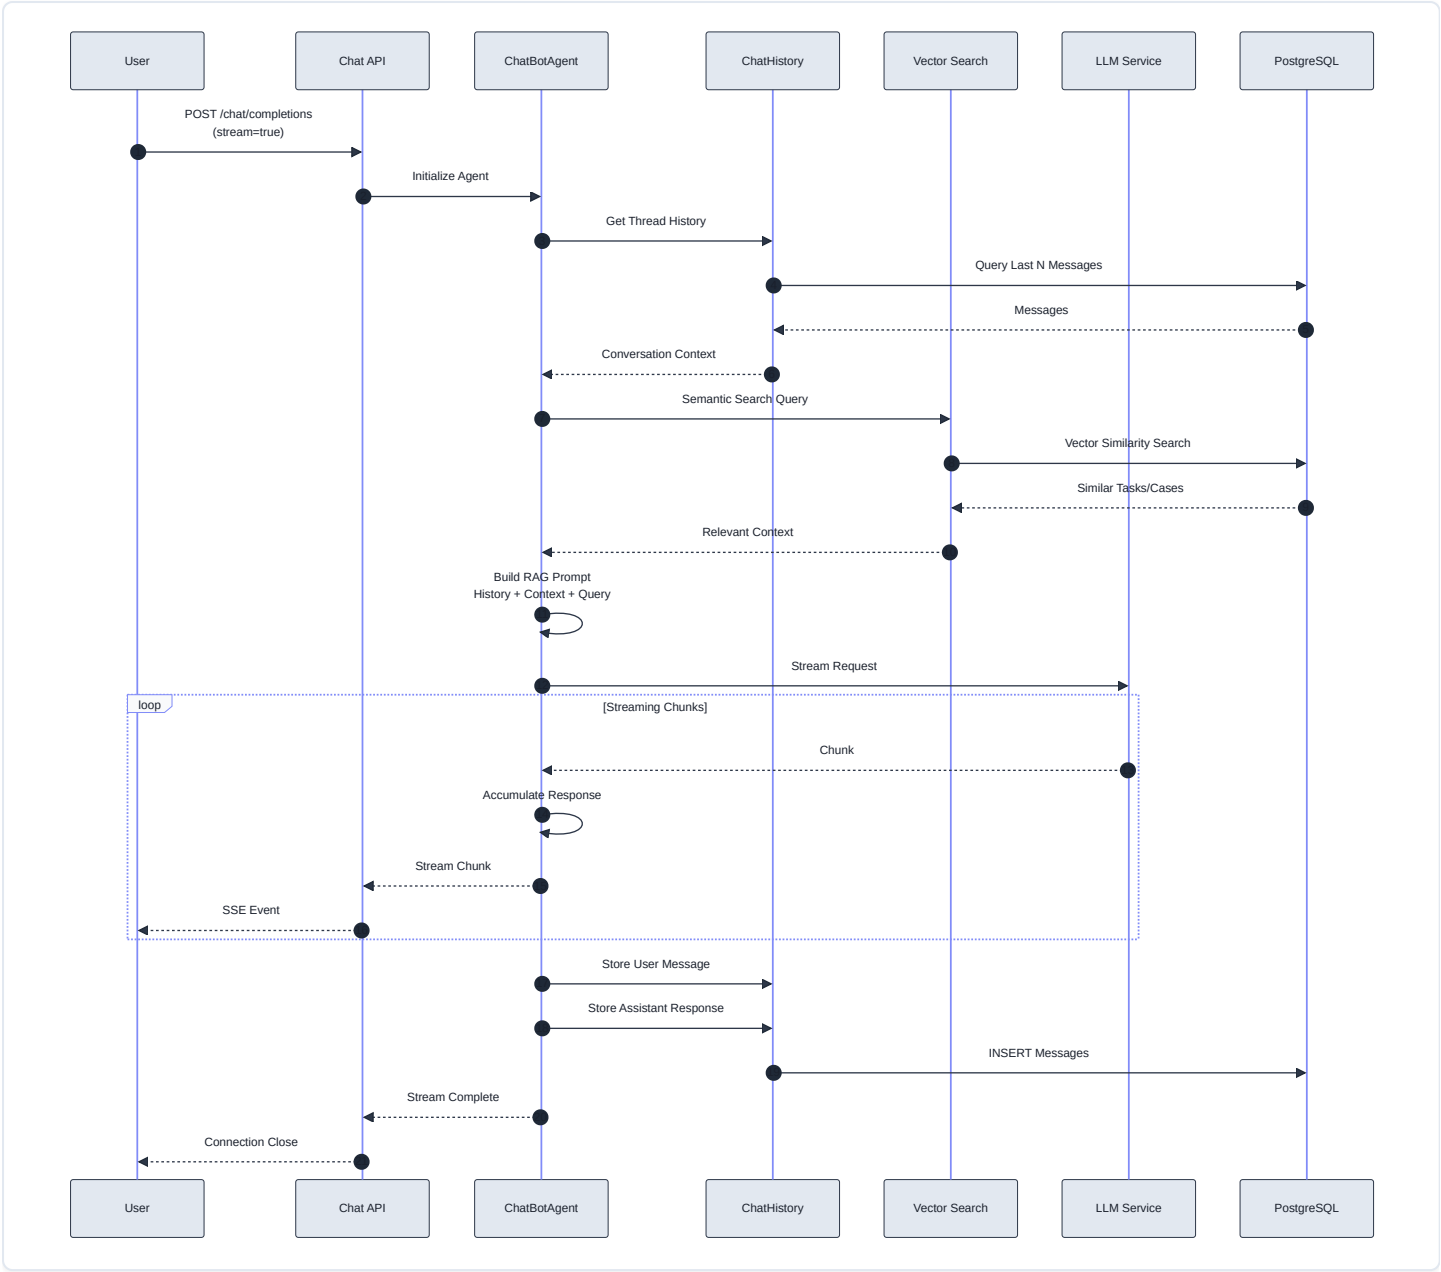 User
Chat API
ChatBotAgent
ChatHistory
Vector Search
LLM Service
PostgreSQL
POST /chat/completions
(stream=true)
Initialize Agent
Get Thread History
Query Last N Messages
Messages
Conversation Context
Semantic Search Query
Vector Similarity Search
Similar Tasks/Cases
Relevant Context
Build RAG Prompt
History + Context + Query
Stream Request
loop
[Streaming Chunks]
Chunk
Accumulate Response
Stream Chunk
SSE Event
Store User Message
Store Assistant Response
INSERT Messages
Stream Complete
Connection Close
User
Chat API
ChatBotAgent
ChatHistory
Vector Search
LLM Service
PostgreSQL